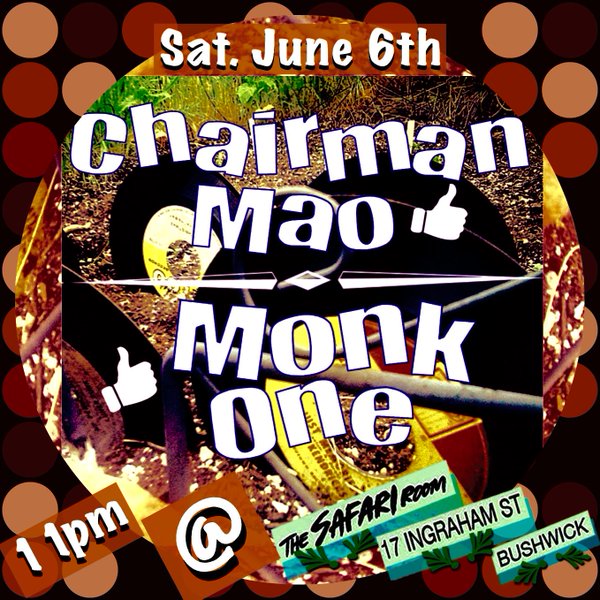 Sat. June 6th
Chairman
Mao
Monk
One
11pm
@
THE SAFARI ROOM
17 INGRAHAM ST
BUSHWICK